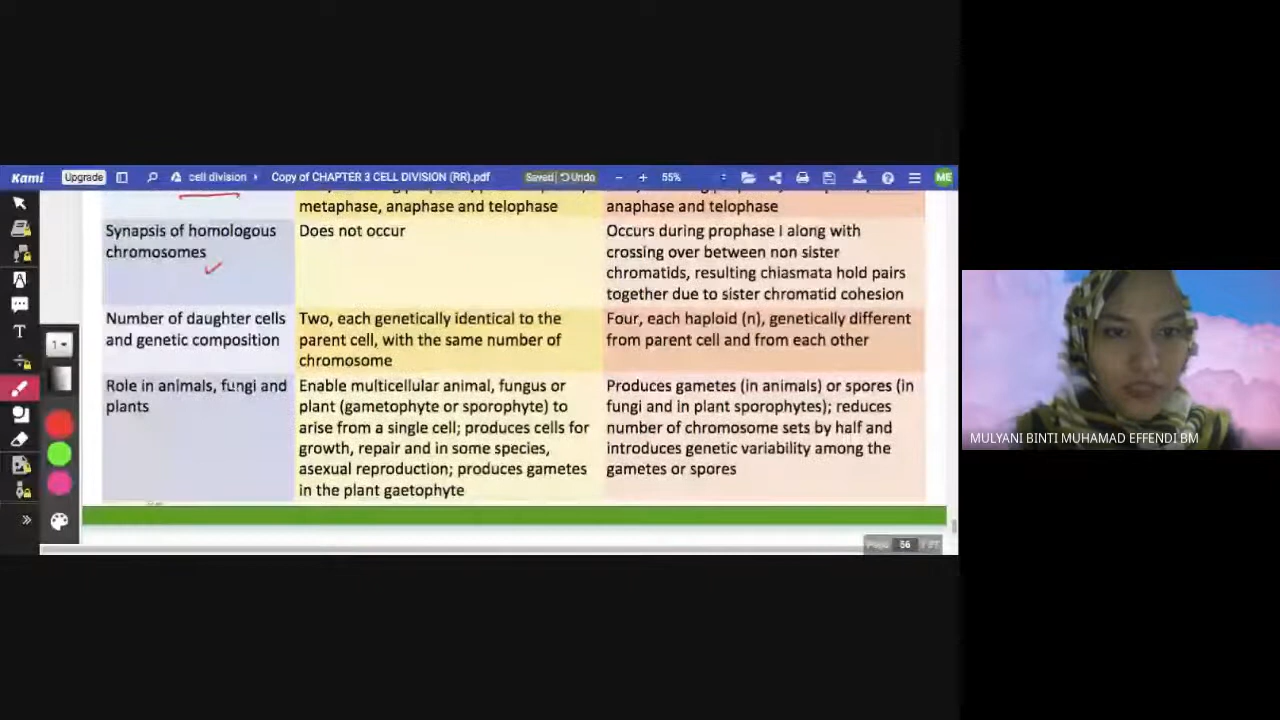 Kami Upgrade cell division Copy of CHAPTER 3 CELL DIVISION (RR).pdf Saved Undo − + 55% ME
metaphase, anaphase and telophase
anaphase and telophase
Synapsis of homologous
chromosomes
Does not occur
Occurs during prophase I along with
crossing over between non sister
chromatids, resulting chiasmata hold pairs
together due to sister chromatid cohesion
Number of daughter cells
and genetic composition
Two, each genetically identical to the
parent cell, with the same number of
chromosome
Four, each haploid (n), genetically different
from parent cell and from each other
Role in animals, fungi and
plants
Enable multicellular animal, fungus or
plant (gametophyte or sporophyte) to
arise from a single cell; produces cells for
growth, repair and in some species,
asexual reproduction; produces gametes
in the plant gaetophyte
Produces gametes (in animals) or spores (in
fungi and in plant sporophytes); reduces
number of chromosome sets by half and
introduces genetic variability among the
gametes or spores
1
Page 56
MULYANI BINTI MUHAMAD EFFENDI BM